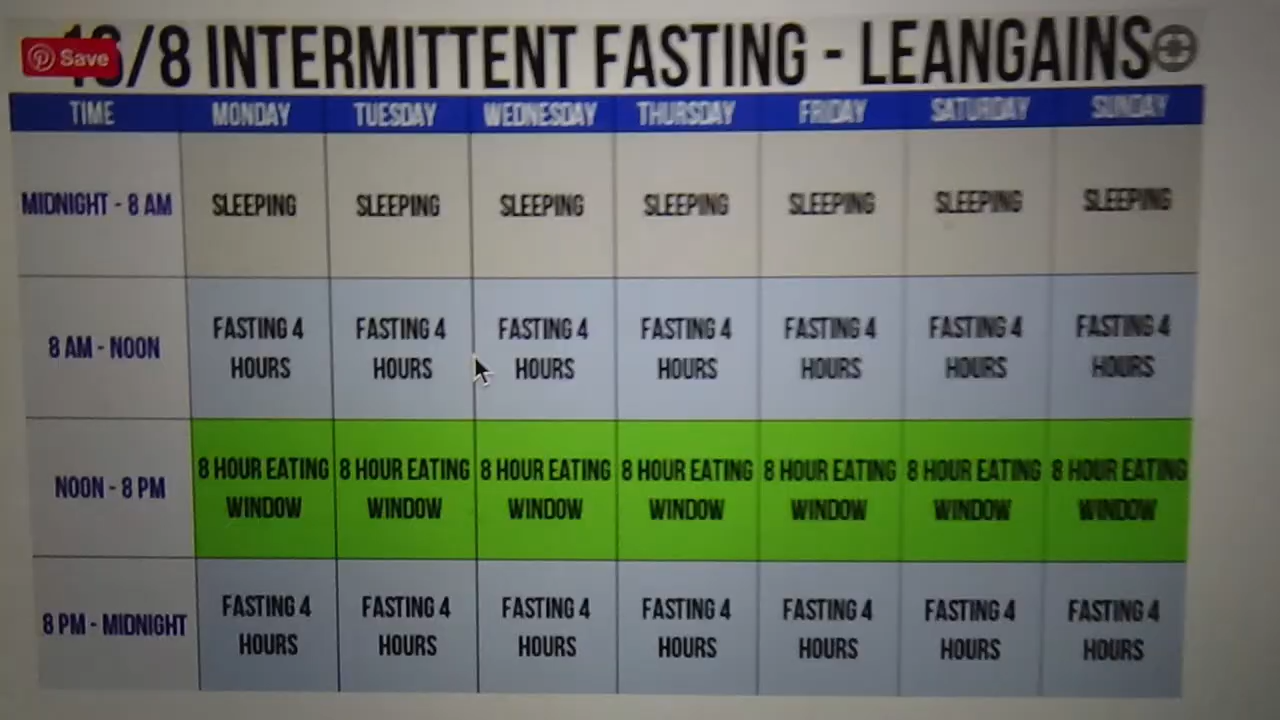 Save
16/8 INTERMITTENT FASTING - LEANGAINS
TIME MONDAY TUESDAY WEDNESDAY THURSDAY FRIDAY SATURDAY SUNDAY
MIDNIGHT - 8 AM SLEEPING SLEEPING SLEEPING SLEEPING SLEEPING SLEEPING SLEEPING
FASTING 4 FASTING 4 FASTING 4 FASTING 4 FASTING 4 FASTING 4 FASTING 4
8 AM - NOON
HOURS HOURS HOURS HOURS HOURS HOURS HOURS
8 HOUR EATING 8 HOUR EATING 8 HOUR EATING 8 HOUR EATING 8 HOUR EATING 8 HOUR EATING 8 HOUR EATING
NOON - 8 PM
WINDOW WINDOW WINDOW WINDOW WINDOW WINDOW WINDOW
FASTING 4 FASTING 4 FASTING 4 FASTING 4 FASTING 4 FASTING 4 FASTING 4
8 PM - MIDNIGHT
HOURS HOURS HOURS HOURS HOURS HOURS HOURS